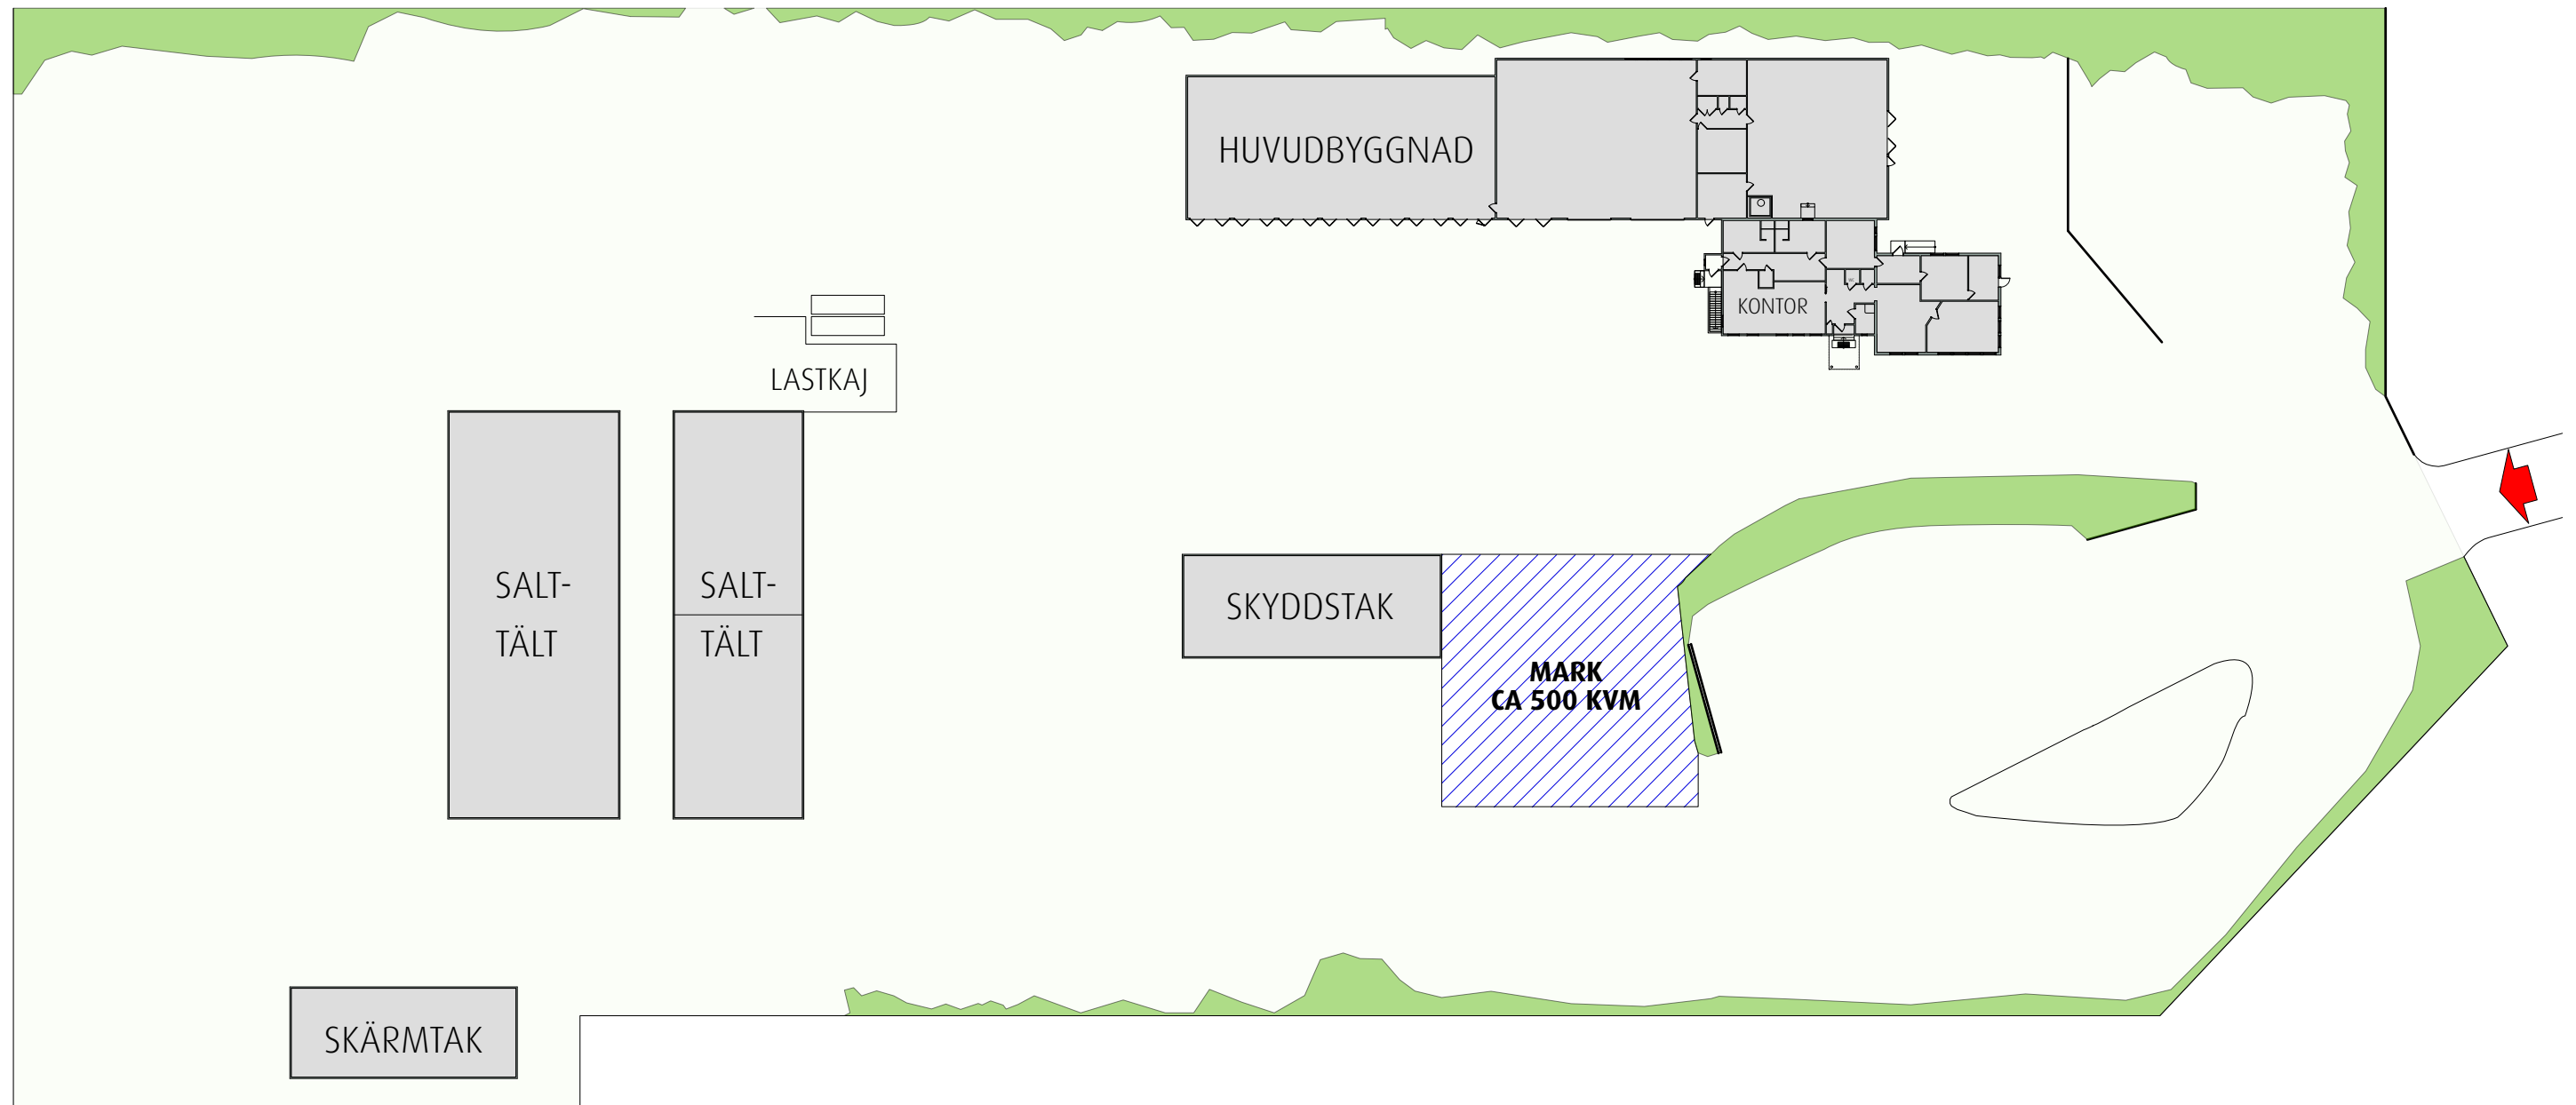 HUVUDBYGGNAD
KONTOR
LASTKAJ
SALT-
TÄLT
SALT-
TÄLT
SKYDDSTAK
MARK
CA 500 KVM
SKÄRMTAK